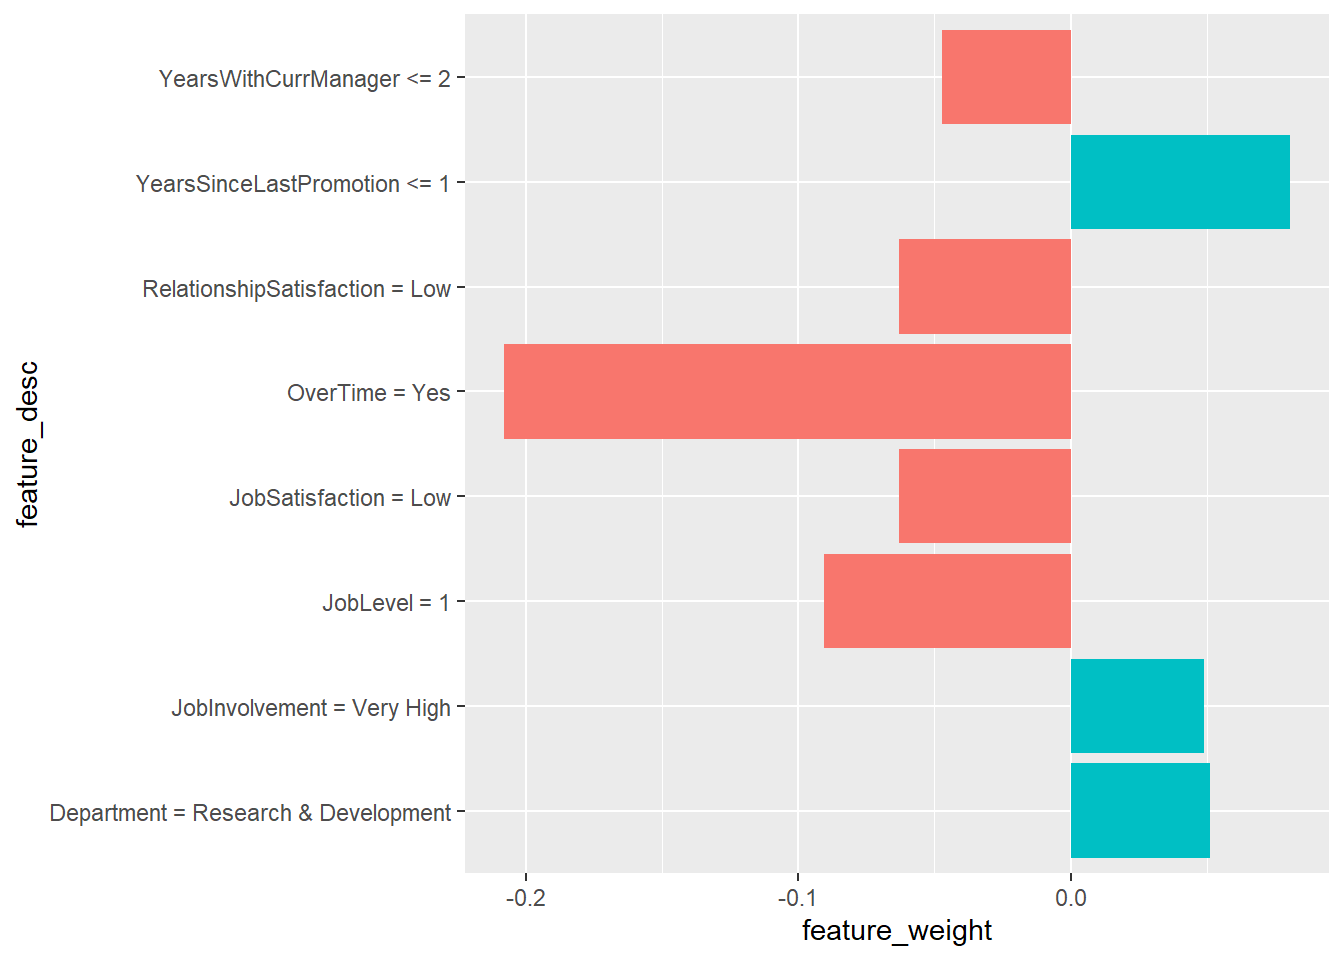 YearsWithCurrManager <= 2
YearsSinceLastPromotion <= 1
RelationshipSatisfaction = Low
OverTime = Yes
JobSatisfaction = Low
JobLevel = 1
JobInvolvement = Very High
Department = Research & Development
feature_desc
-0.2 -0.1 0.0
feature_weight